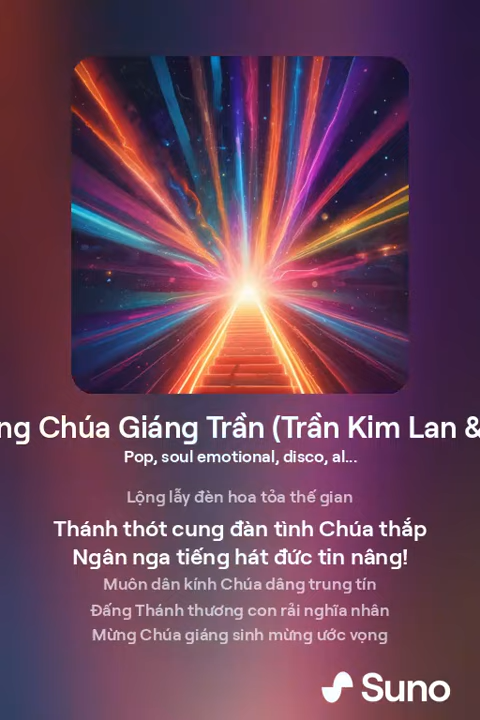 ng Chúa Giáng Trần (Trần Kim Lan &
Pop, soul emotional, disco, al...
Lộng lẫy đèn hoa tỏa thế gian
Thánh thót cung đàn tình Chúa thắp
Ngân nga tiếng hát đức tin nâng!
Muôn dân kính Chúa dâng trung tín
Đấng Thánh thương con rải nghĩa nhân
Mừng Chúa giáng sinh mừng ước vọng
Suno